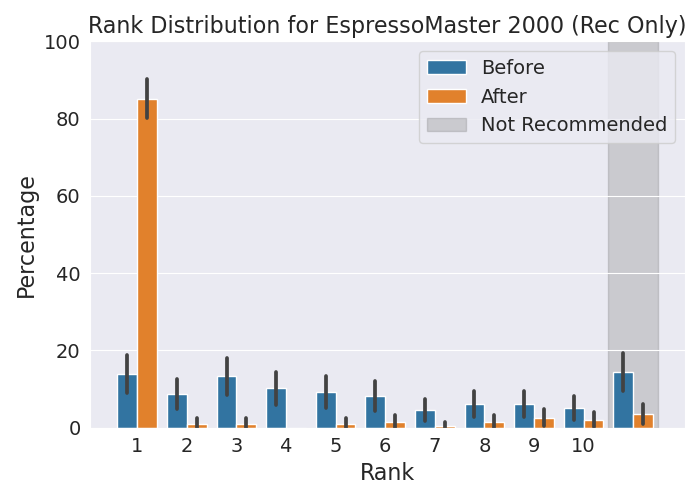 Rank Distribution for EspressoMaster 2000 (Rec Only)
100
80
60
40
20
0
Percentage
Before
After
Not Recommended
1 2 3 4 5 6 7 8 9 10
Rank